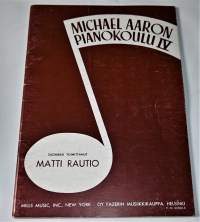 MICHAEL AARON
PIANOKOULU IV
SUOMEKSI TOIMITTANUT
MATTI RAUTIO
MILLS MUSIC, INC., NEW YORK OY FAZERIN MUSIIKKIKAUPPA, HELSINKI